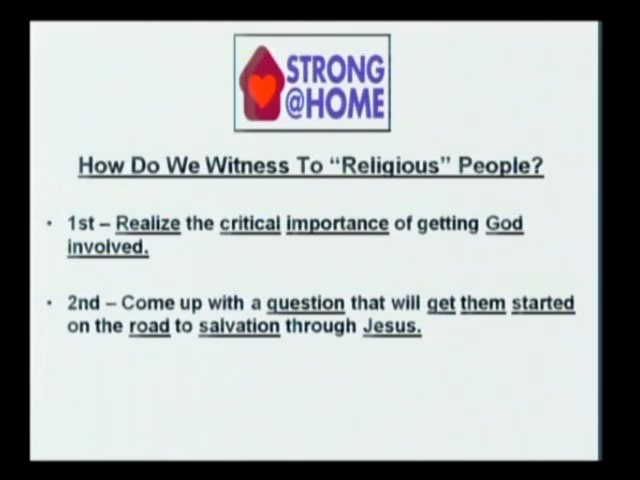 STRONG
@HOME
How Do We Witness To “Religious” People?
• 1st – Realize the critical importance of getting God
involved.
• 2nd – Come up with a question that will get them started
on the road to salvation through Jesus.